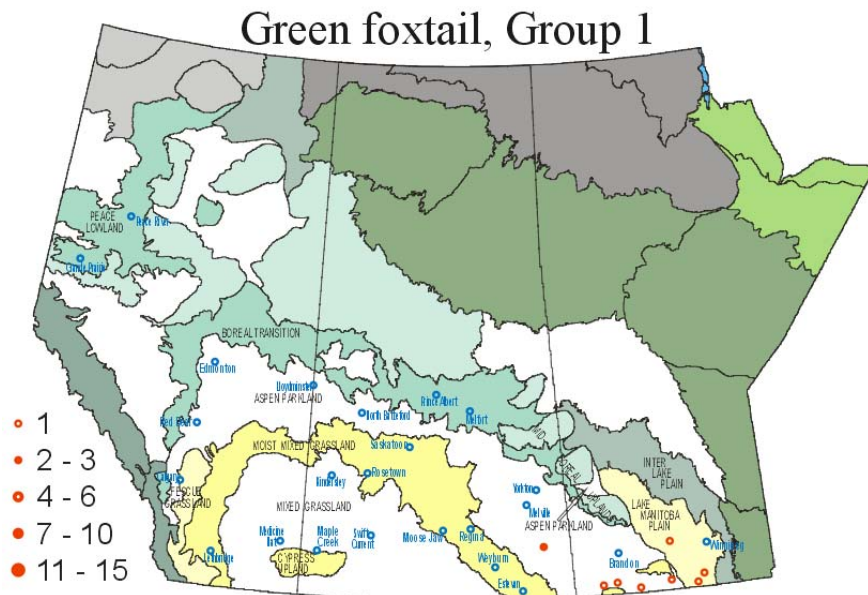 Green foxtail, Group 1
PEACE
LOWLAND
Peace River
Grande Prairie
BOREAL TRANSITION
Edmonton
Lloydminster
ASPEN PARKLAND
Prince Albert
Melfort
North Battleford
Red Deer
1
MOIST MIXED GRASSLAND
Saskatoon
2 - 3
INTER
LAKE
PLAIN
Calgary
FESCUE
GRASSLAND
Kindersley
Rosetown
4 - 6
Yorkton
LAKE
MANITOBA
PLAIN
MIXED GRASSLAND
Melville
ASPEN PARKLAND
7 - 10
Medicine
Hat
Maple
Creek
Swift
Current
Moose Jaw
Regina
Winnipeg
Lethbridge
CYPRESS
UPLAND
Weyburn
Brandon
11 - 15
Estevan